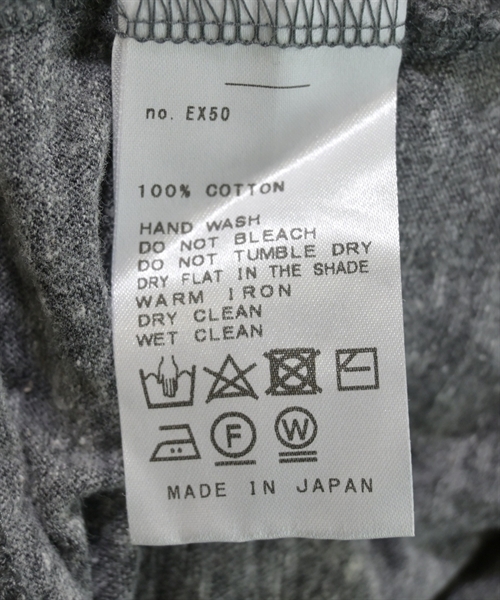 no. EX50
100% COTTON
HAND WASH
DO NOT BLEACH
DO NOT TUMBLE DRY
DRY FLAT IN THE SHADE
WARM IRON
DRY CLEAN
WET CLEAN
F W
MADE IN JAPAN